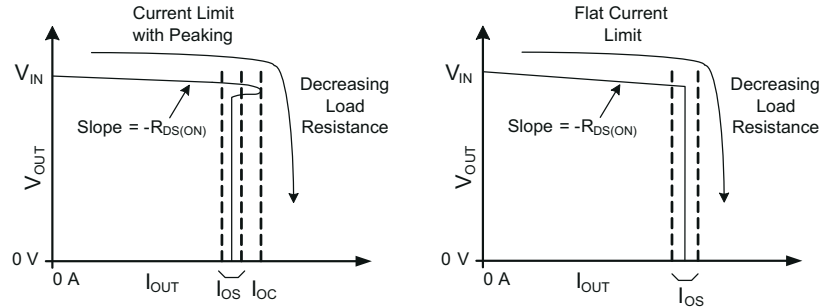 Current Limit
with Peaking
V_IN
Decreasing
Load
Resistance
Slope = -R_DS(ON)
V_OUT
0 V
0 A
I_OUT
I_OS
I_OC
Flat Current
Limit
V_IN
Decreasing
Load
Resistance
Slope = -R_DS(ON)
V_OUT
0 V
0 A
I_OUT
I_OS